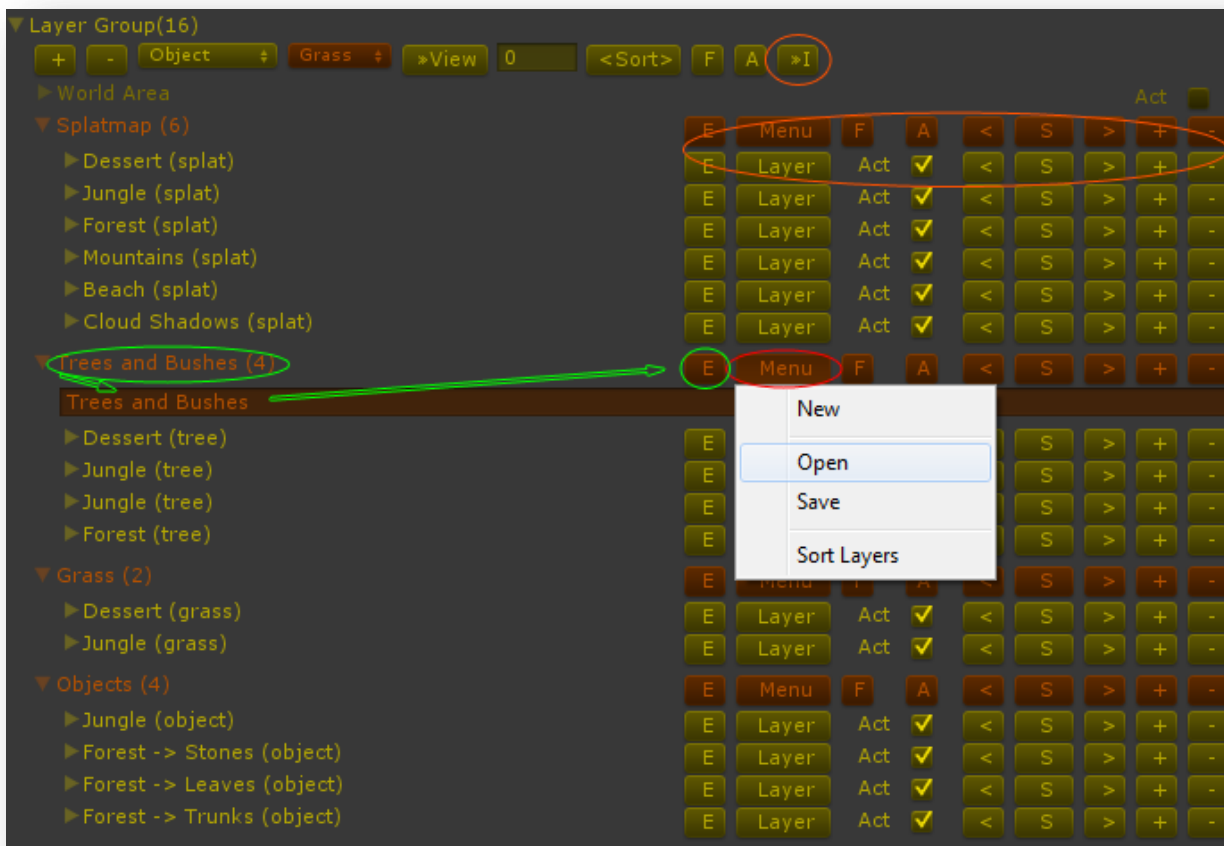 Layer Group(16)
+ - Object Grass »View 0 <Sort> F A »I
World Area Act
Splatmap (6) E Menu F A < S > + -
Dessert (splat) E Layer Act < S > + -
Jungle (splat) E Layer Act < S > + -
Forest (splat) E Layer Act < S > + -
Mountains (splat) E Layer Act < S > + -
Beach (splat) E Layer Act < S > + -
Cloud Shadows (splat) E Layer Act < S > + -
Trees and Bushes (4) E Menu F A < S > + -
Trees and Bushes
New
Dessert (tree) E S > + -
Open
Jungle (tree) E S > + -
Save
Jungle (tree) E S > + -
Forest (tree) E S > + -
Sort Layers
Grass (2) E Menu F A < S > + -
Dessert (grass) E Layer Act < S > + -
Jungle (grass) E Layer Act < S > + -
Objects (4) E Menu F A < S > + -
Jungle (object) E Layer Act < S > + -
Forest -> Stones (object) E Layer Act < S > + -
Forest -> Leaves (object) E Layer Act < S > + -
Forest -> Trunks (object) E Layer Act < S > + -